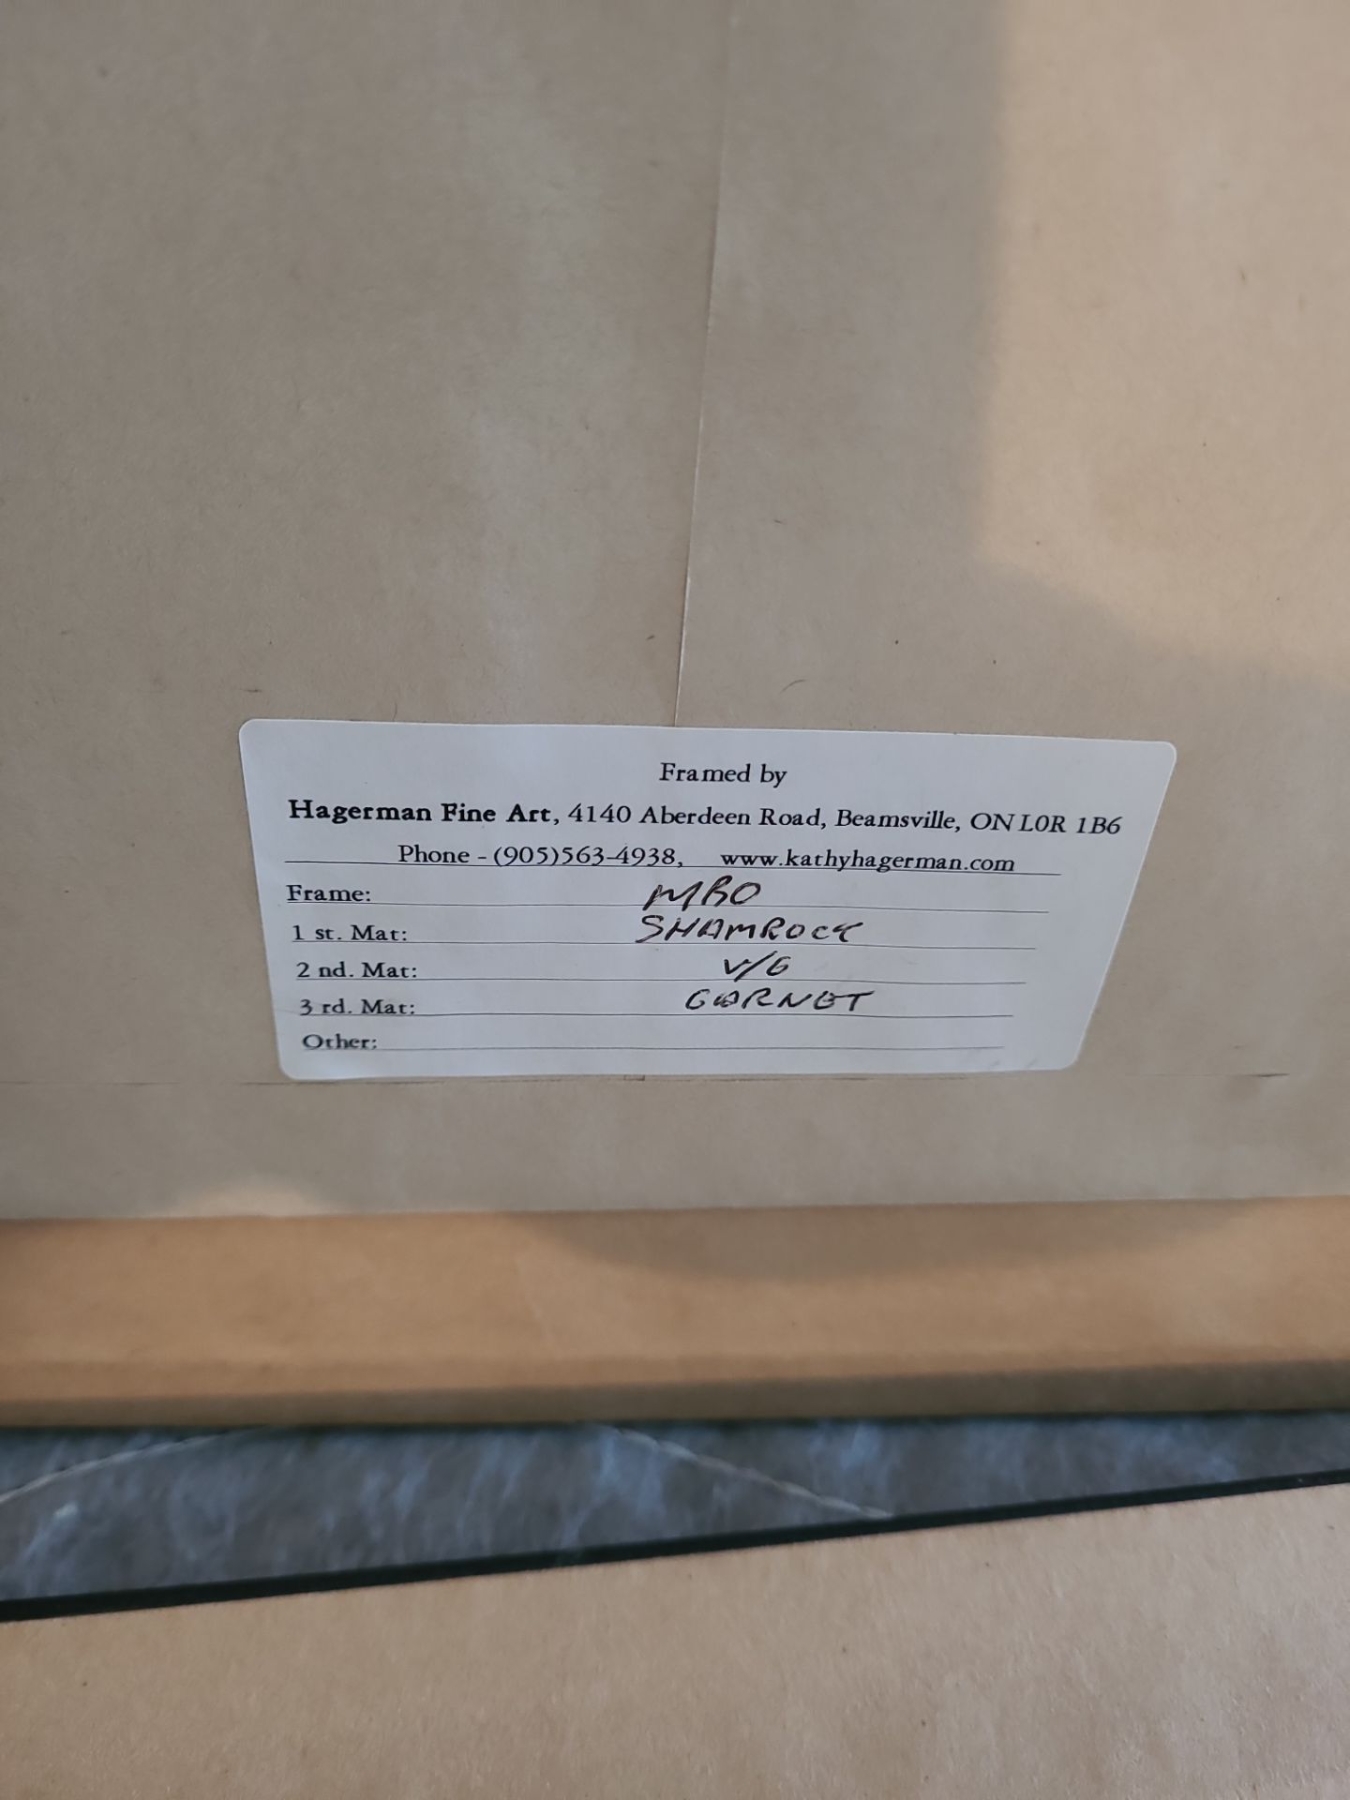 Framed by
Hagerman Fine Art, 4140 Aberdeen Road, Beamsville, ON L0R 1B6
Phone - (905)563-4938, www.kathyhagerman.com
Frame: MBO
1 st. Mat: SHAMROCK
2 nd. Mat: V/G
3 rd. Mat: GARNET
Other: